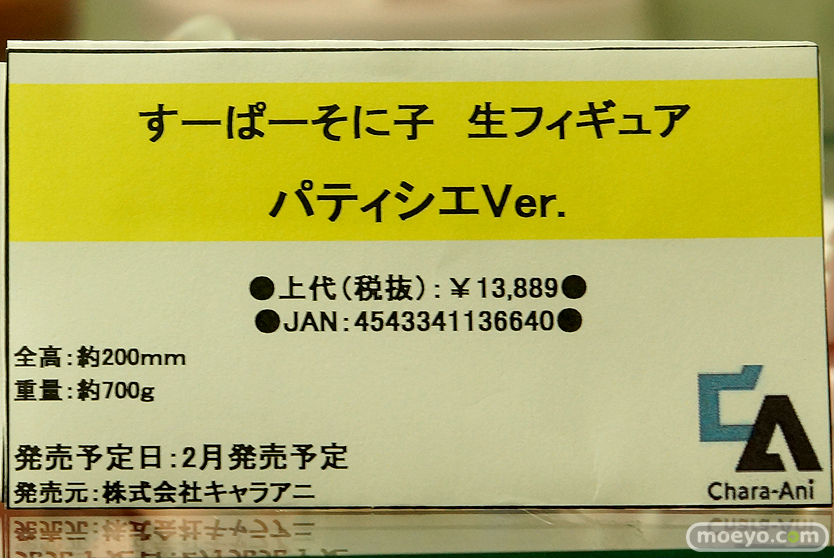 すーぱーそに子 生フィギュア
パティシエVer.
●上代(税抜):￥13,889●
●JAN:4543341136640●
全高:約200mm
重量:約700g
発売予定日:2月発売予定
発売元:株式会社キャラアニ
Chara-Ani
moeyo.com